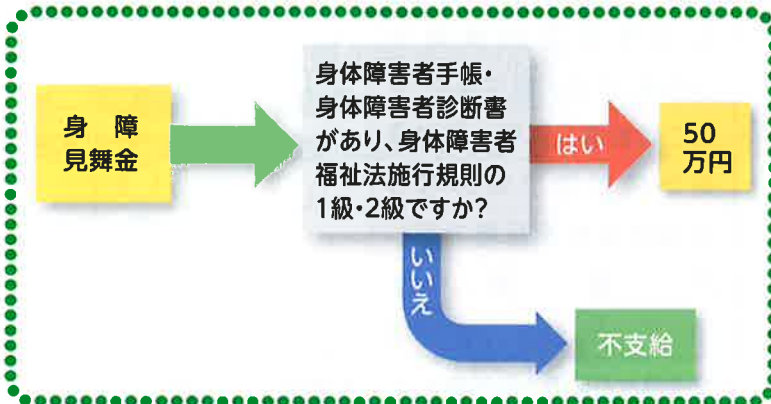 身　障
見舞金
身体障害者手帳・
身体障害者診断書
があり、身体障害者
福祉法施行規則の
1級・2級ですか?
はい
50
万円
いいえ
不支給